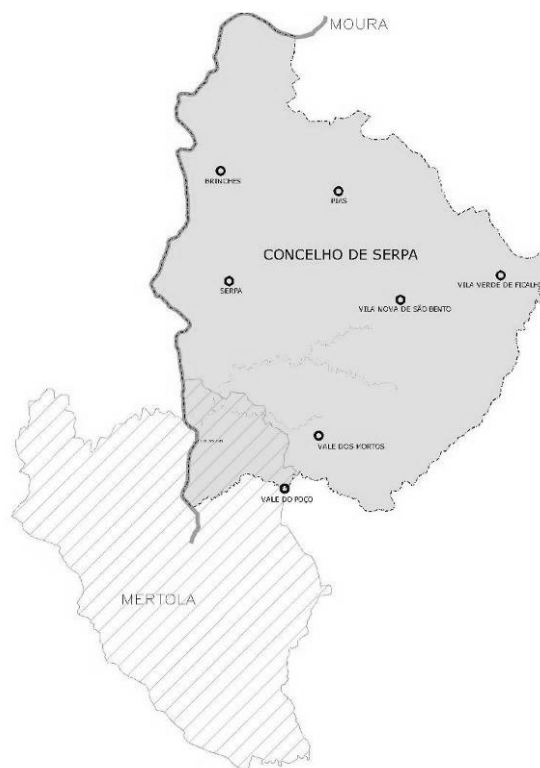 MOURA
BRINCHES
PIAS
CONCELHO DE SERPA
SERPA
VILA VERDE DE FICALHO
VILA NOVA DE SÃO BENTO
VALE DOS MORTOS
VALE DO POÇO
MERTOLA